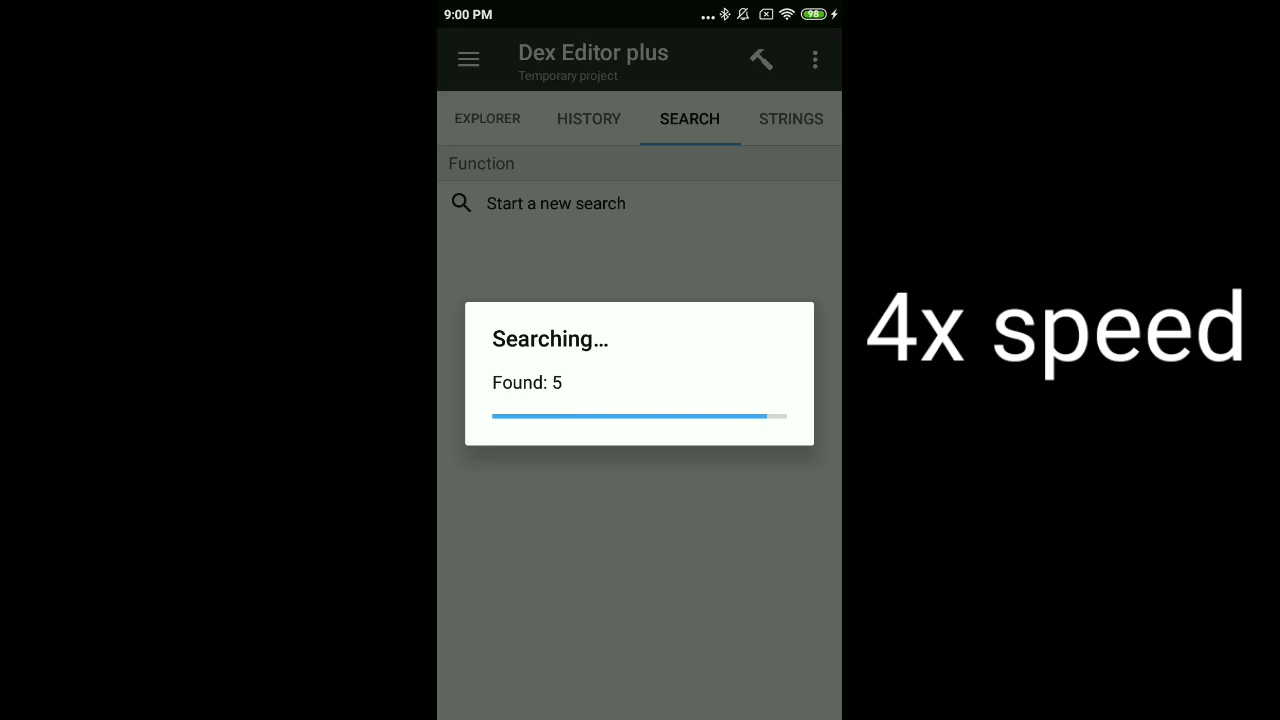 9:00 PM
98
Dex Editor plus
Temporary project
EXPLORER
HISTORY
SEARCH
STRINGS
Function
Start a new search
Searching...
Found: 5
4x speed